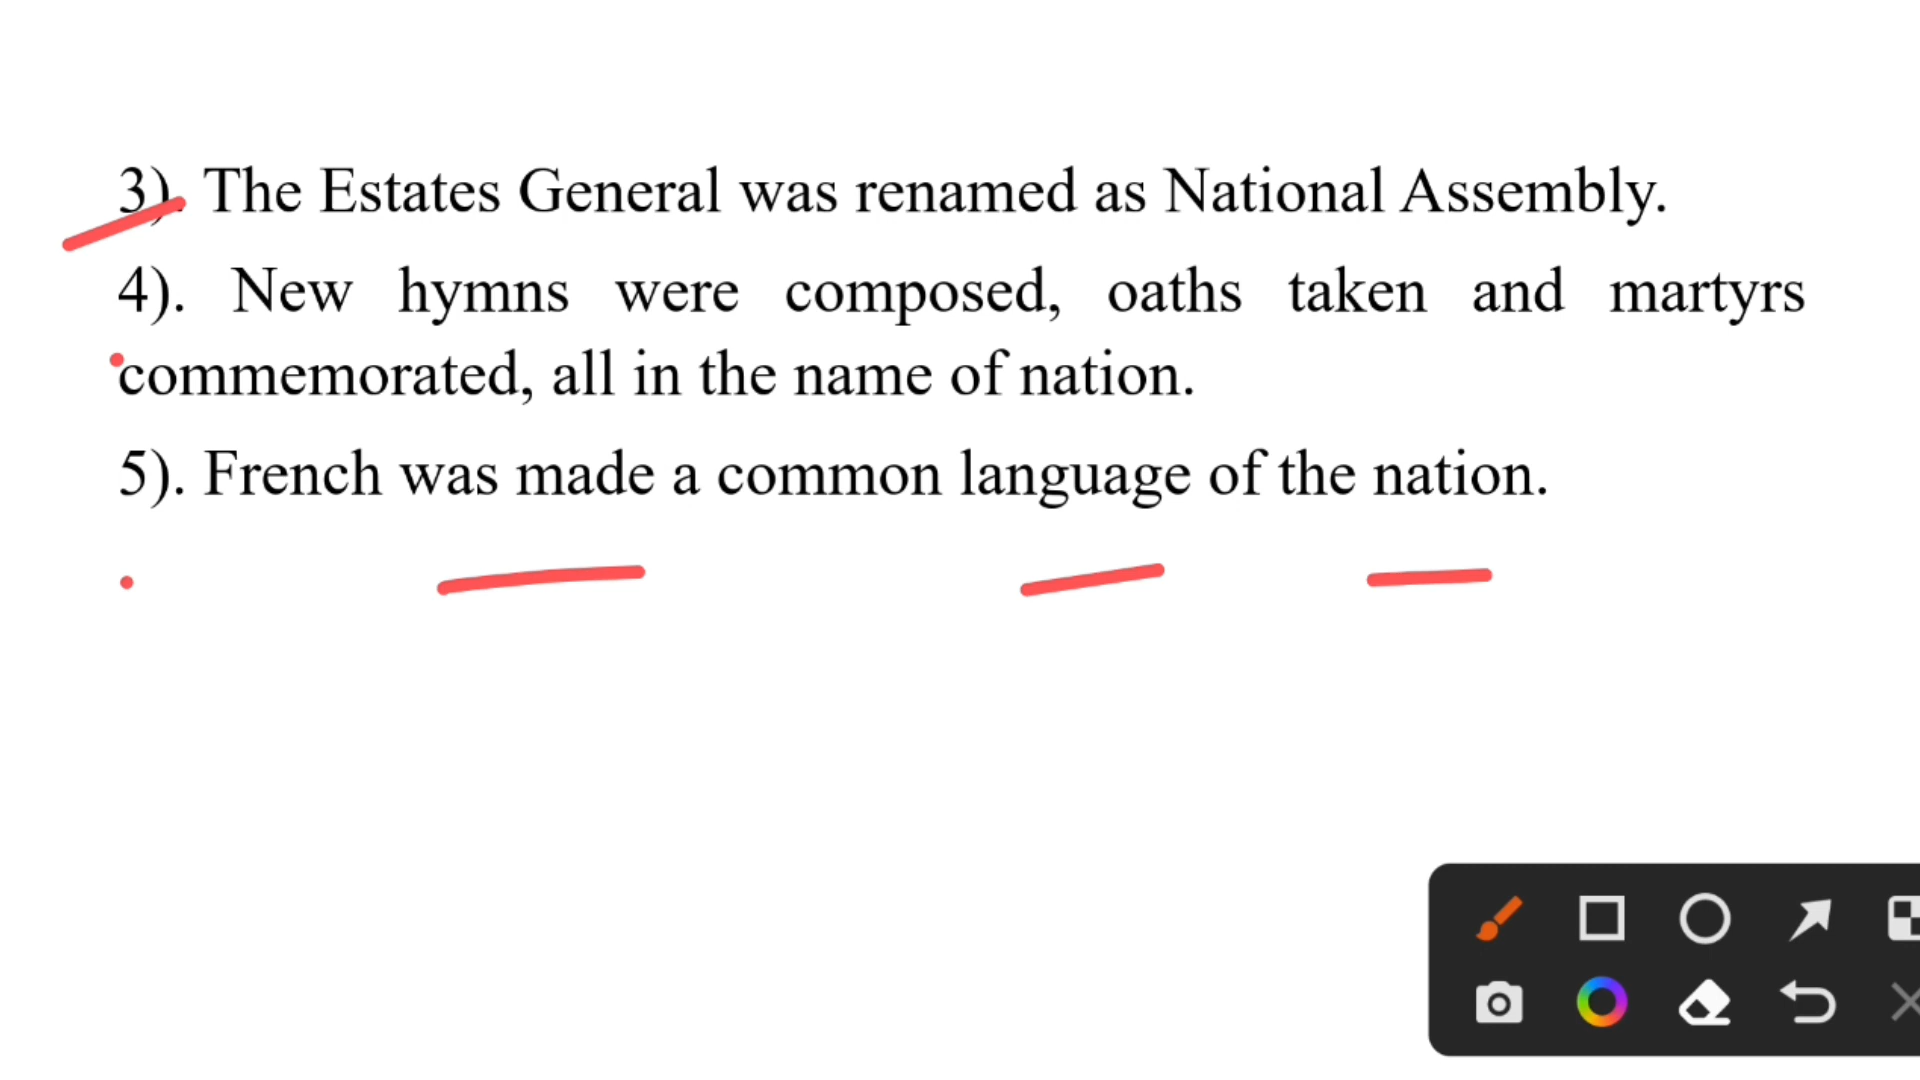 3). The Estates General was renamed as National Assembly.
4). New hymns were composed, oaths taken and martyrs
commemorated, all in the name of nation.
5). French was made a common language of the nation.